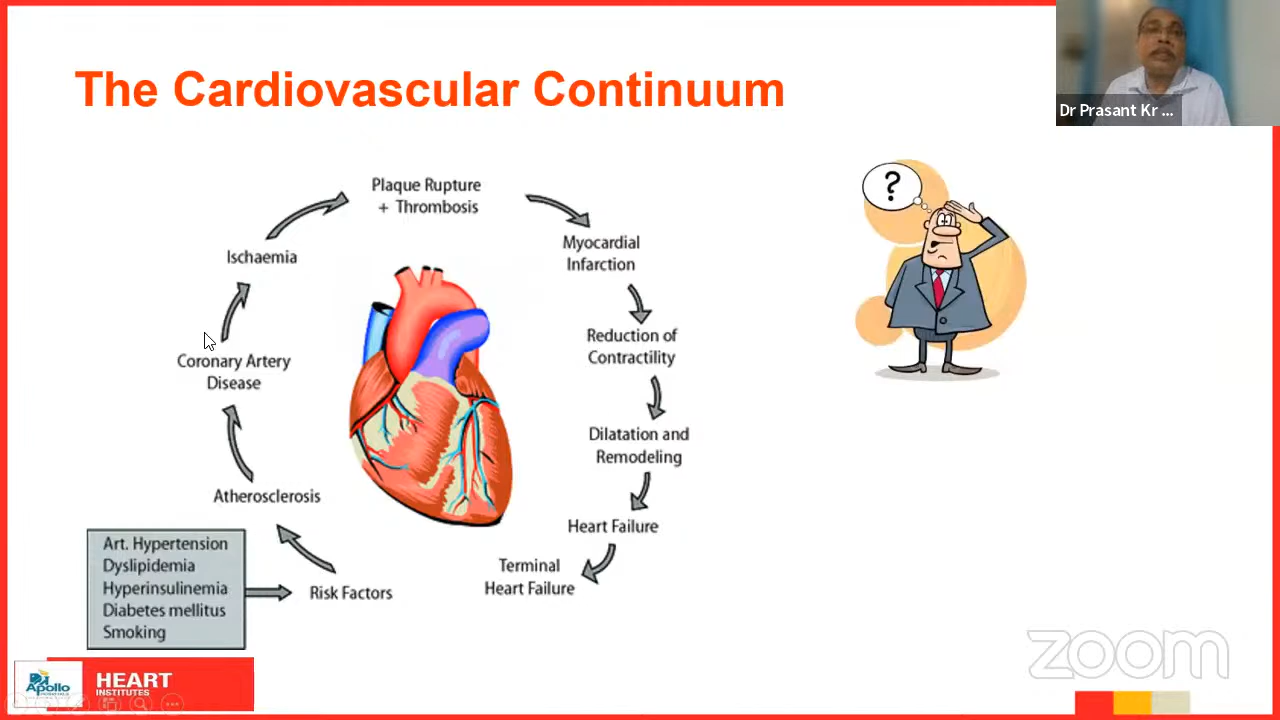 The Cardiovascular Continuum
Dr Prasant Kr ...
?
Plaque Rupture
+ Thrombosis
Ischaemia
Myocardial
Infarction
Coronary Artery
Disease
Reduction of
Contractility
Dilatation and
Remodeling
Atherosclerosis
Heart Failure
Terminal
Heart Failure
Art. Hypertension
Dyslipidemia
Hyperinsulinemia
Diabetes mellitus
Smoking
Risk Factors
Apollo
HEART
INSTITUTES
zoom